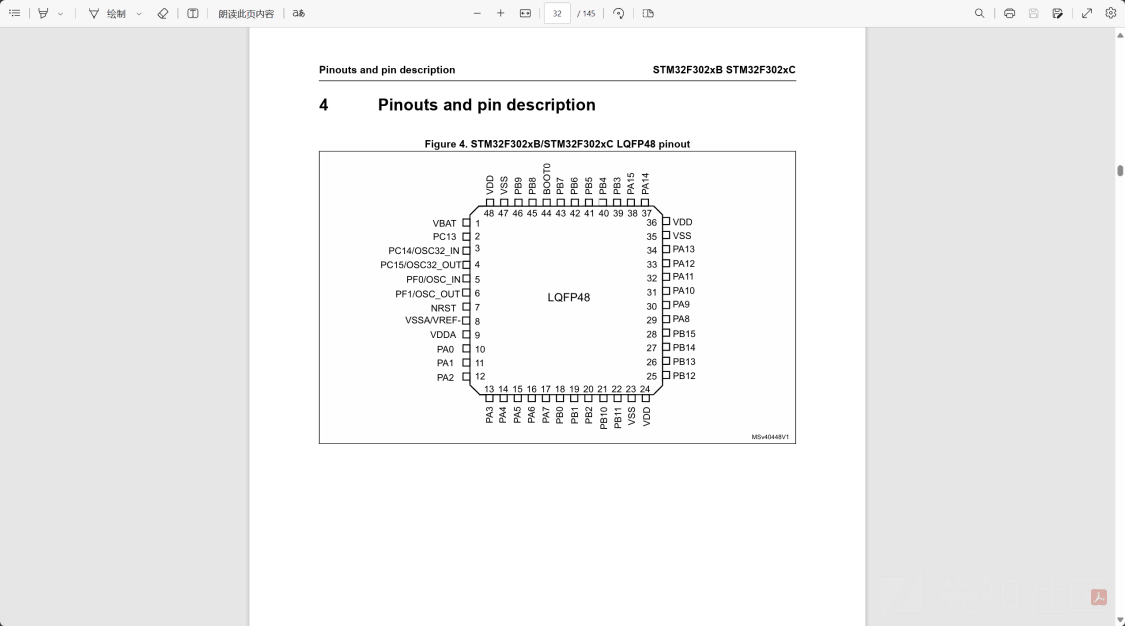 绘制
朗读此页内容
aあ
32 / 145
Pinouts and pin description STM32F302xB STM32F302xC
4 Pinouts and pin description
Figure 4. STM32F302xB/STM32F302xC LQFP48 pinout
VDD VSS PB9 PB8 BOOT0 PB7 PB6 PB5 PB4 PB3 PA15 PA14
48 47 46 45 44 43 42 41 40 39 38 37
VBAT 1 36 VDD
PC13 2 35 VSS
PC14/OSC32_IN 3 34 PA13
PC15/OSC32_OUT 4 33 PA12
PF0/OSC_IN 5 32 PA11
PF1/OSC_OUT 6 31 PA10
LQFP48
NRST 7 30 PA9
VSSA/VREF- 8 29 PA8
VDDA 9 28 PB15
PA0 10 27 PB14
PA1 11 26 PB13
PA2 12 25 PB12
13 14 15 16 17 18 19 20 21 22 23 24
PA3 PA4 PA5 PA6 PA7 PB0 PB1 PB2 PB10 PB11 VSS VDD
MSv40448V1